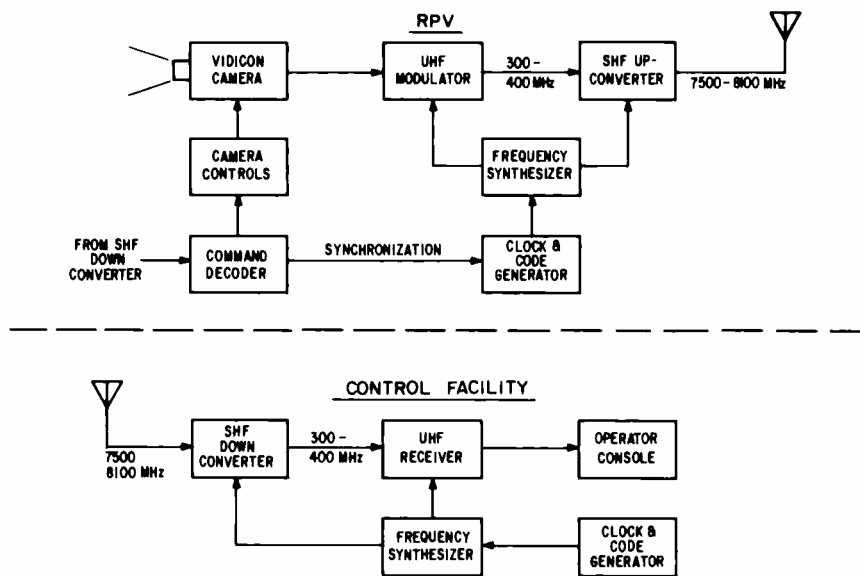 RPV
VIDICON
CAMERA
UHF
MODULATOR
300-
400 MHz
SHF UP-
CONVERTER
7500-8100 MHz
CAMERA
CONTROLS
FREQUENCY
SYNTHESIZER
FROM SHF
DOWN
CONVERTER
COMMAND
DECODER
SYNCHRONIZATION
CLOCK &
CODE
GENERATOR
CONTROL FACILITY
7500
8100 MHz
SHF
DOWN
CONVERTER
300-
400 MHz
UHF
RECEIVER
OPERATOR
CONSOLE
FREQUENCY
SYNTHESIZER
CLOCK &
CODE
GENERATOR